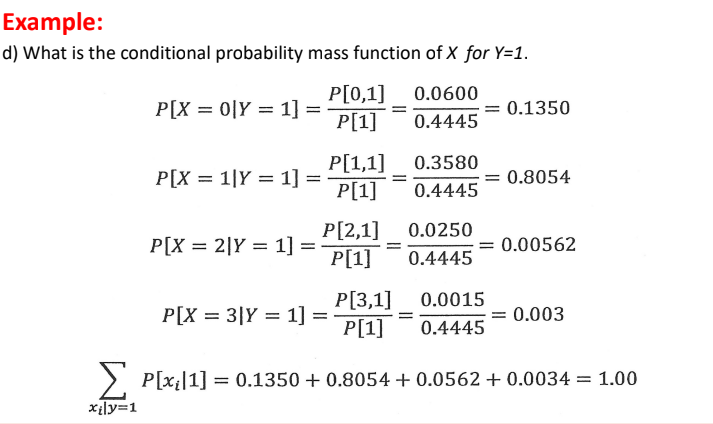 Example:
d) What is the conditional probability mass function of X for Y=1.
P[X = 0|Y = 1] = P[0,1] / P[1] = 0.0600 / 0.4445 = 0.1350
P[X = 1|Y = 1] = P[1,1] / P[1] = 0.3580 / 0.4445 = 0.8054
P[X = 2|Y = 1] = P[2,1] / P[1] = 0.0250 / 0.4445 = 0.00562
P[X = 3|Y = 1] = P[3,1] / P[1] = 0.0015 / 0.4445 = 0.003
∑ xᵢ|y=1 P[xᵢ|1] = 0.1350 + 0.8054 + 0.0562 + 0.0034 = 1.00